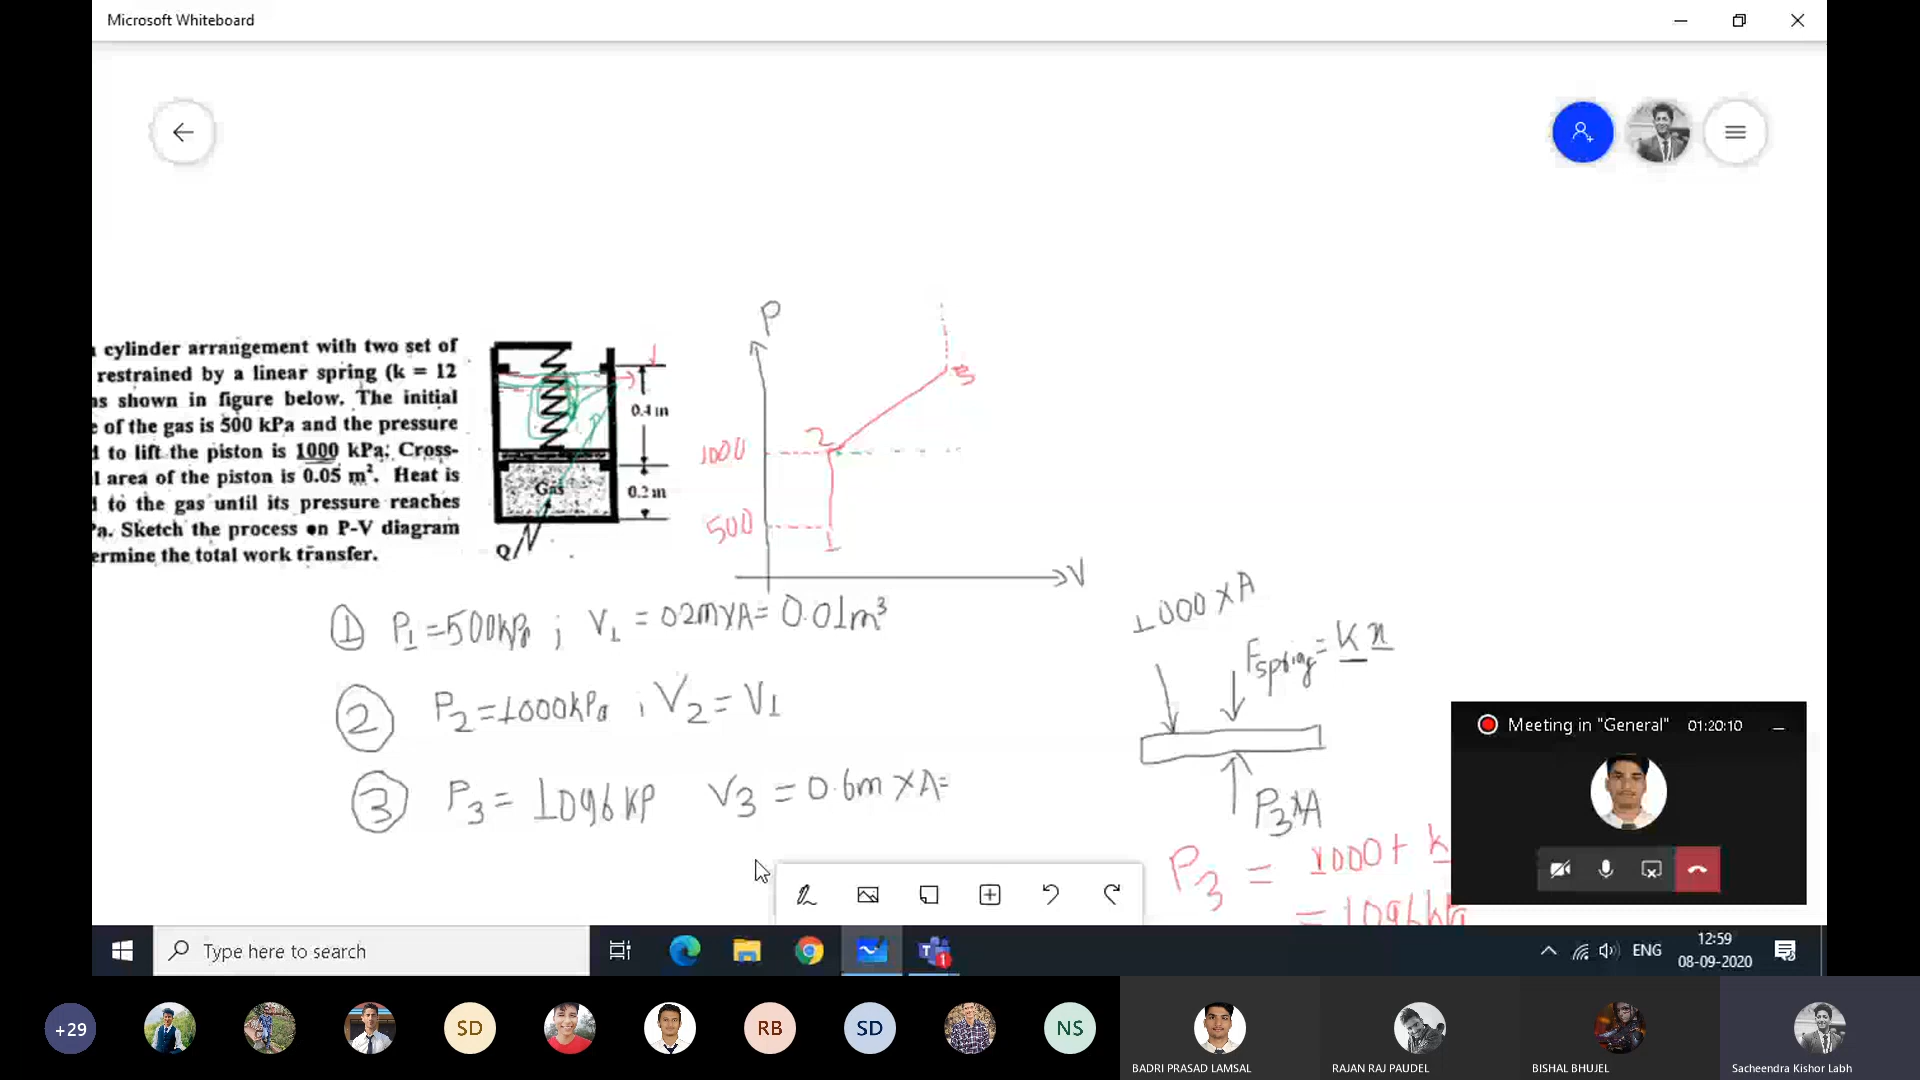 Microsoft Whiteboard
cylinder arrangement with two set of
restrained by a linear spring (k = 12
as shown in figure below. The initial
of the gas is 500 kPa and the pressure
to lift the piston is 1000 kPa. Cross-
area of the piston is 0.05 m². Heat is
to the gas until its pressure reaches
Pa. Sketch the process on P-V diagram
ermine the total work transfer.
0.4 m
0.2 m
Gas
Q
P
3
2
1000
500
1
V
① P1 = 500kPa ; V1 = 0.2m×A = 0.01m³
② P2 = 1000kPa ; V2 = V1
③ P3 = 1096kP V3 = 0.6m×A=
1000×A
Fspring = k x
P3×A
P3 = 1000+ k
= 1096kPa
Meeting in "General" 01:20:10
Type here to search
1
ENG
12:59
08-09-2020
+29
SD
RB
SD
NS
BADRI PRASAD LAMSAL
RAJAN RAJ PAUDEL
BISHAL BHUJEL
Sacheendra Kishor Labh